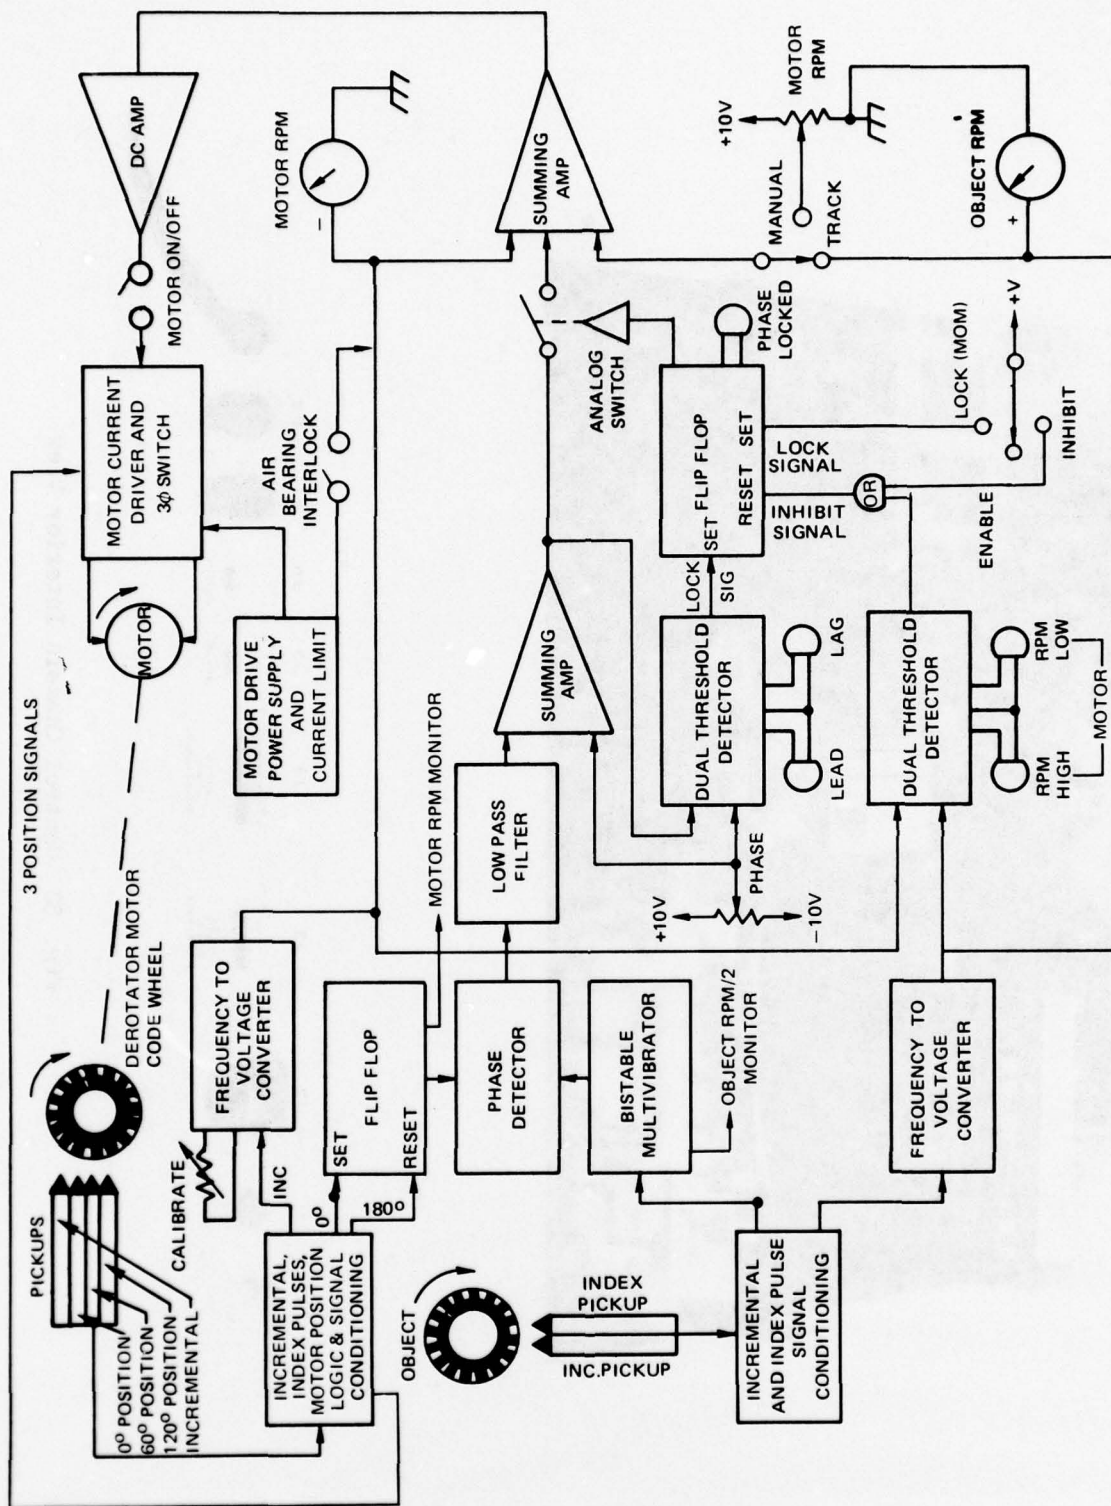 3 POSITION SIGNALS
PICKUPS
0° POSITION
60° POSITION
120° POSITION
INCREMENTAL
DEROTATOR MOTOR
CODE WHEEL
MOTOR
MOTOR CURRENT
DRIVER AND
3ϕ SWITCH
MOTOR ON/OFF
DC AMP
CALIBRATE
FREQUENCY TO
VOLTAGE
CONVERTER
MOTOR DRIVE
POWER SUPPLY
AND
CURRENT LIMIT
AIR
BEARING
INTERLOCK
MOTOR RPM
−
INCREMENTAL,
INDEX PULSES,
MOTOR POSITION
LOGIC & SIGNAL
CONDITIONING
INC
0°
180°
SET
FLIP FLOP
RESET
MOTOR RPM MONITOR
PHASE
DETECTOR
LOW PASS
FILTER
SUMMING
AMP
SUMMING
AMP
ANALOG
SWITCH
OBJECT
INDEX
PICKUP
INC.PICKUP
BISTABLE
MULTIVIBRATOR
OBJECT RPM/2
MONITOR
+10V
PHASE
−10V
DUAL THRESHOLD
DETECTOR
LEAD
LAG
LOCK
SIG
SET
FLIP FLOP
RESET
SET
PHASE
LOCKED
LOCK
SIGNAL
INHIBIT
SIGNAL
OR
MANUAL
TRACK
+10V
MOTOR
RPM
INCREMENTAL
AND INDEX PULSE
SIGNAL
CONDITIONING
FREQUENCY TO
VOLTAGE
CONVERTER
DUAL THRESHOLD
DETECTOR
RPM
HIGH
RPM
LOW
MOTOR
ENABLE
LOCK (MOM)
INHIBIT
+V
OBJECT RPM
+